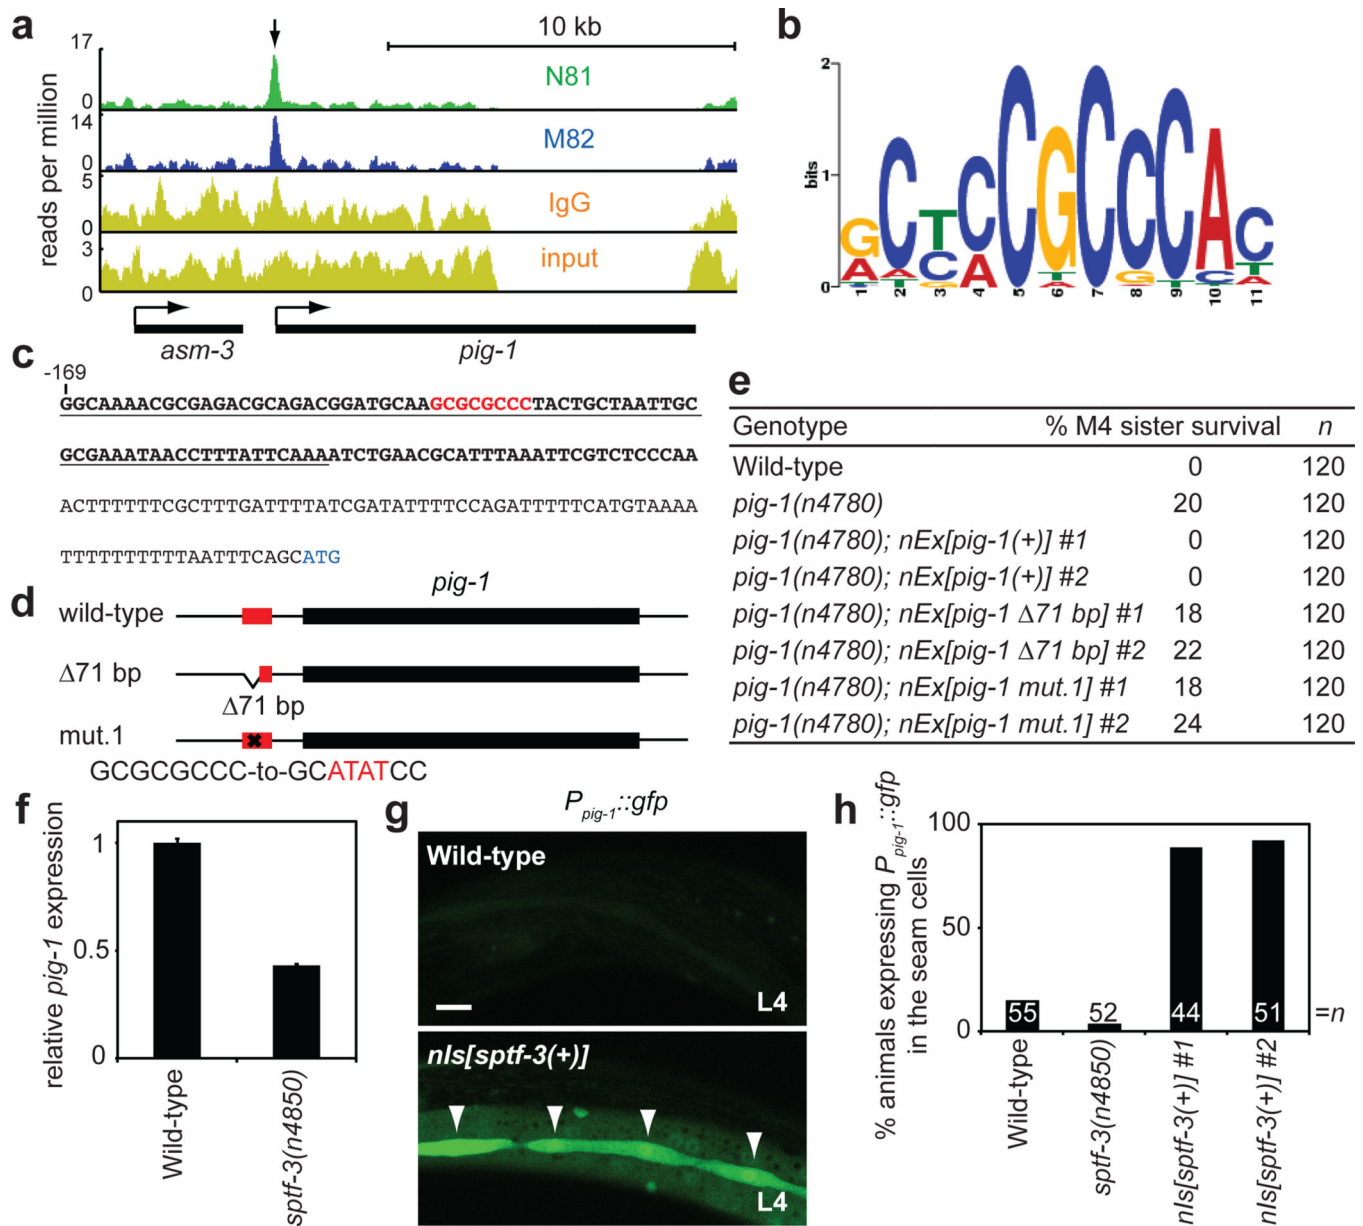 a
10 kb
17
0
N81
14
0
M82
5
0
IgG
3
0
input
reads per million
asm-3
pig-1
b
2
1
0
bits
1 2 3 4 5 6 7 8 9 10 11
c
-169
GGCAAAACGCGAGACGCAGACGGATGCAAGCGCGCCCTACTGCTAATTGC
GCGAAATAACCTTTATTCAAAATCTGAACGCATTTAAATTCGTCTCCCAA
ACTTTTTTCGCTTTGATTTTATCGATATTTTCCAGATTTTTCATGTAAAA
TTTTTTTTTTAATTTCAGCATG
d
pig-1
wild-type
Δ71 bp
Δ71 bp
mut.1
GCGCGCCC-to-GCATATCC
e
Genotype % M4 sister survival n
Wild-type 0 120
pig-1(n4780) 20 120
pig-1(n4780); nEx[pig-1(+)] #1 0 120
pig-1(n4780); nEx[pig-1(+)] #2 0 120
pig-1(n4780); nEx[pig-1 Δ71 bp] #1 18 120
pig-1(n4780); nEx[pig-1 Δ71 bp] #2 22 120
pig-1(n4780); nEx[pig-1 mut.1] #1 18 120
pig-1(n4780); nEx[pig-1 mut.1] #2 24 120
f
relative pig-1 expression
1
0.5
0
Wild-type
sptf-3(n4850)
g
Ppig-1::gfp
Wild-type
L4
nIs[sptf-3(+)]
L4
h
% animals expressing Ppig-1::gfp
in the seam cells
100
50
0
55
52
44
51
=n
Wild-type
sptf-3(n4850)
nIs[sptf-3(+)] #1
nIs[sptf-3(+)] #2